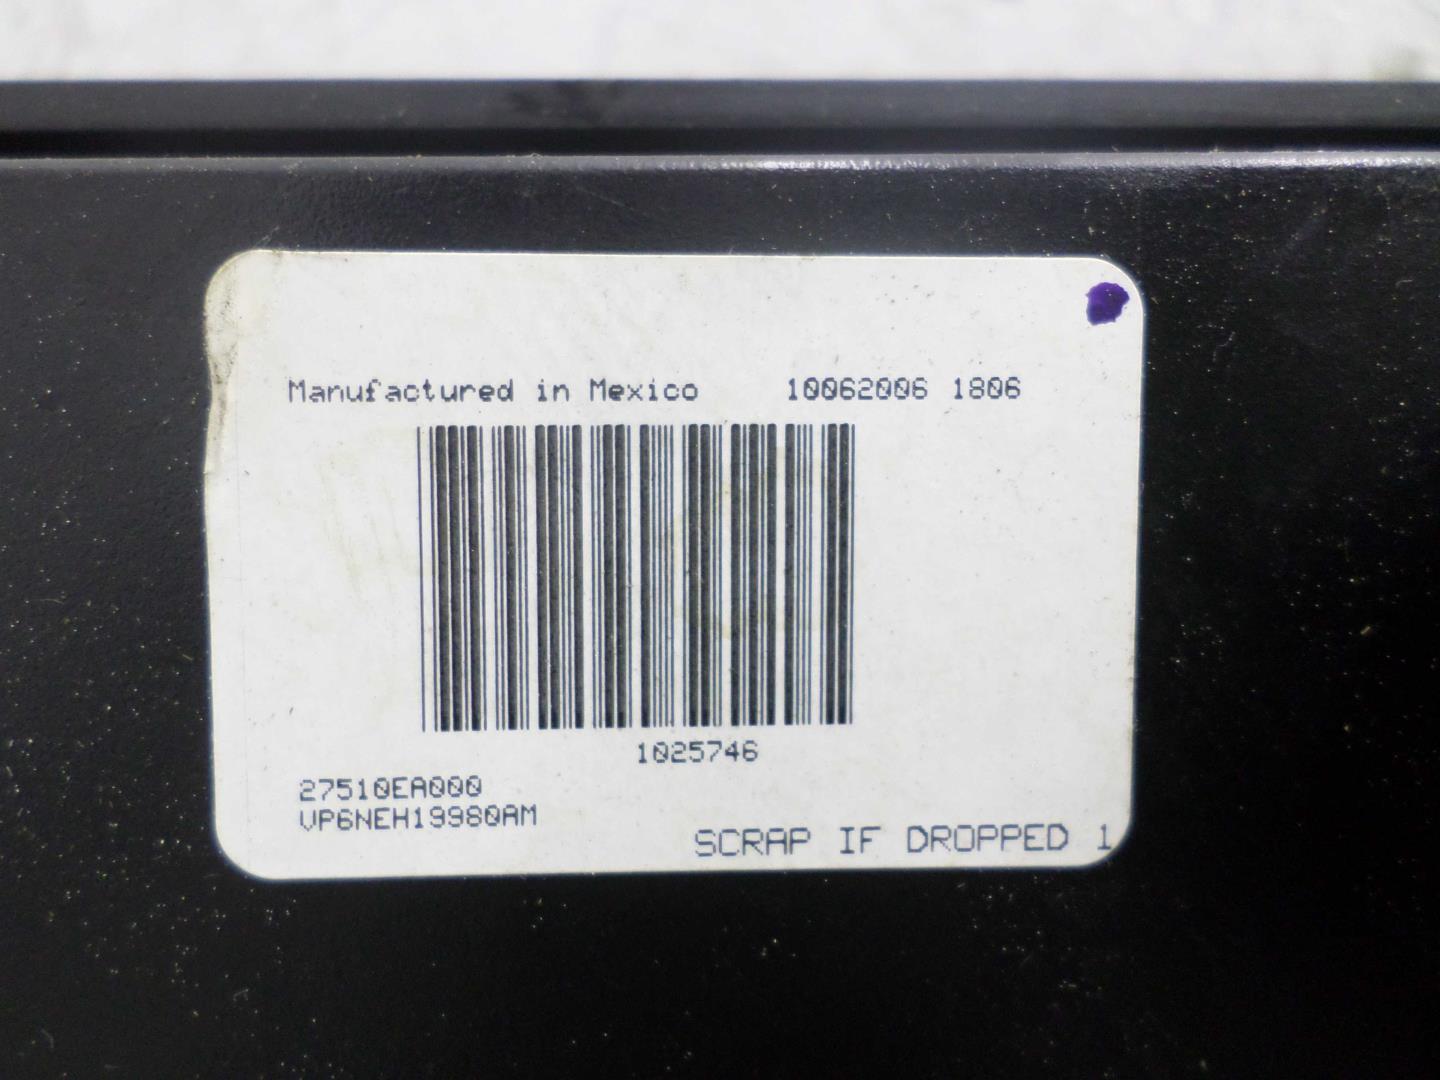 Manufactured in Mexico 10062006 1806
1025746
27510EA000
VP6NEH19980AM
SCRAP IF DROPPED 1